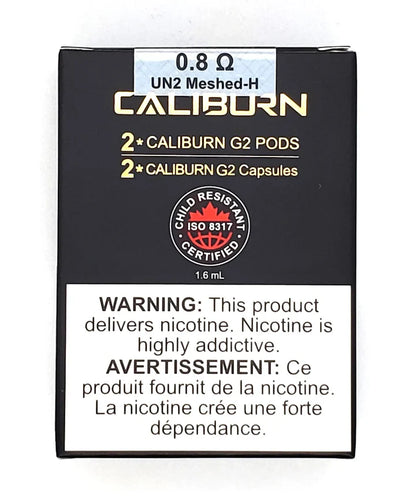 0.8 Ω
UN2 Meshed-H
CALIBURN
2* CALIBURN G2 PODS
2* CALIBURN G2 Capsules
CHILD RESISTANT
ISO 8317
CERTIFIED
1.6 mL
WARNING: This product
delivers nicotine. Nicotine is
highly addictive.
AVERTISSEMENT: Ce
produit fournit de la nicotine.
La nicotine crée une forte
dépendance.